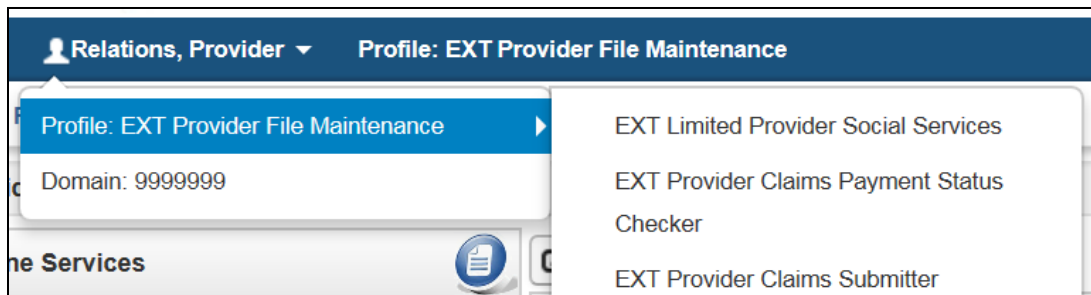 Relations, Provider Profile: EXT Provider File Maintenance
Profile: EXT Provider File Maintenance
Domain: 9999999
EXT Limited Provider Social Services
EXT Provider Claims Payment Status
Checker
EXT Provider Claims Submitter
Services